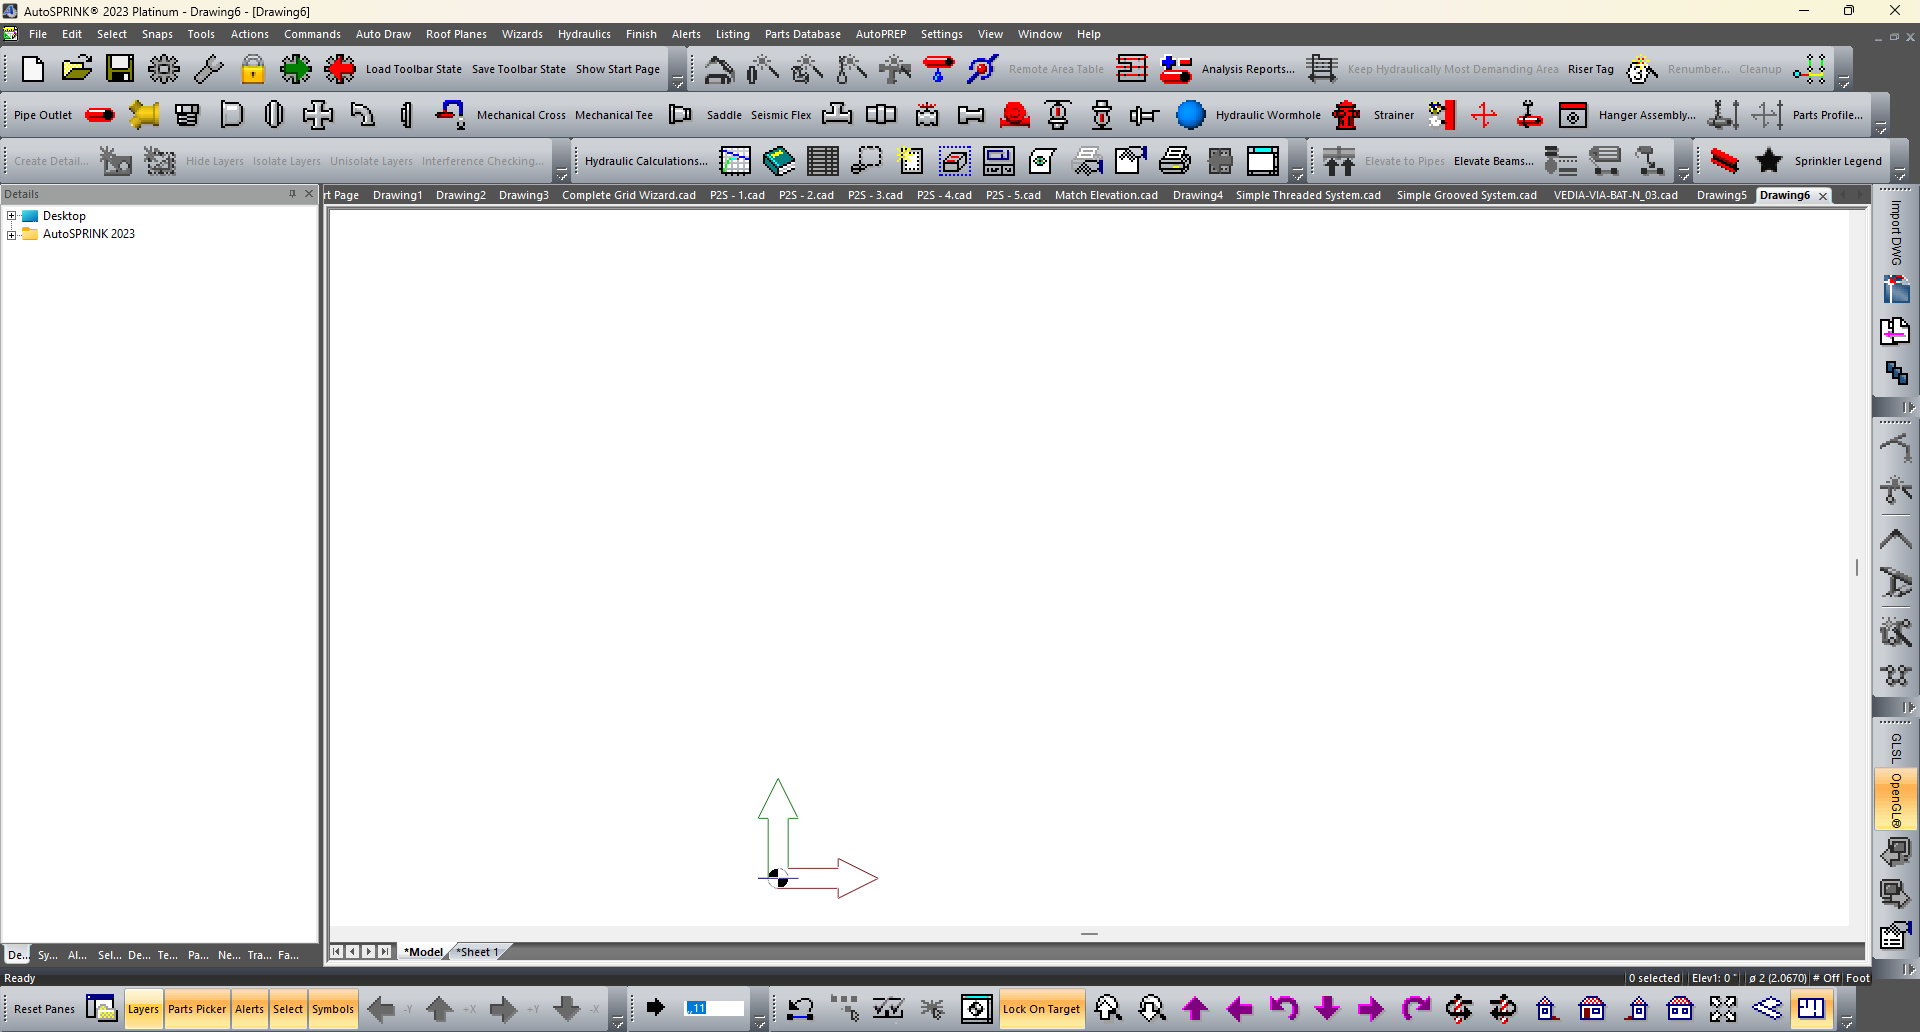 AutoSPRINK® 2023 Platinum - Drawing6 - [Drawing6]
File Edit Select Snaps Tools Actions Commands Auto Draw Roof Planes Wizards Hydraulics Finish Alerts Listing Parts Database AutoPREP Settings View Window Help
Load Toolbar State Save Toolbar State Show Start Page Remote Area Table Analysis Reports... Keep Hydraulically Most Demanding Area Riser Tag Renumber... Cleanup
Pipe Outlet Mechanical Cross Mechanical Tee Saddle Seismic Flex Hydraulic Wormhole Strainer Hanger Assembly... Parts Profile...
Create Detail... Hide Layers Isolate Layers Unisolate Layers Interference Checking... Hydraulic Calculations... Elevate to Pipes Elevate Beams... Sprinkler Legend
Details
rt Page Drawing1 Drawing2 Drawing3 Complete Grid Wizard.cad P2S - 1.cad P2S - 2.cad P2S - 3.cad P2S - 4.cad P2S - 5.cad Match Elevation.cad Drawing4 Simple Threaded System.cad Simple Grooved System.cad VEDIA-VIA-BAT-N_03.cad Drawing5 Drawing6
Desktop
AutoSPRINK 2023
Import DWG
GLSL
OpenGL®
*Model *Sheet 1
De... Sy... Al... Sel... De... Te... Pa... Ne... Tra... Fa...
Ready 0 selected Elev1: 0 " ø 2 (2.0670) # Off Foot
Reset Panes Layers Parts Picker Alerts Select Symbols -Y +X +Y -X ,,11 Lock On Target